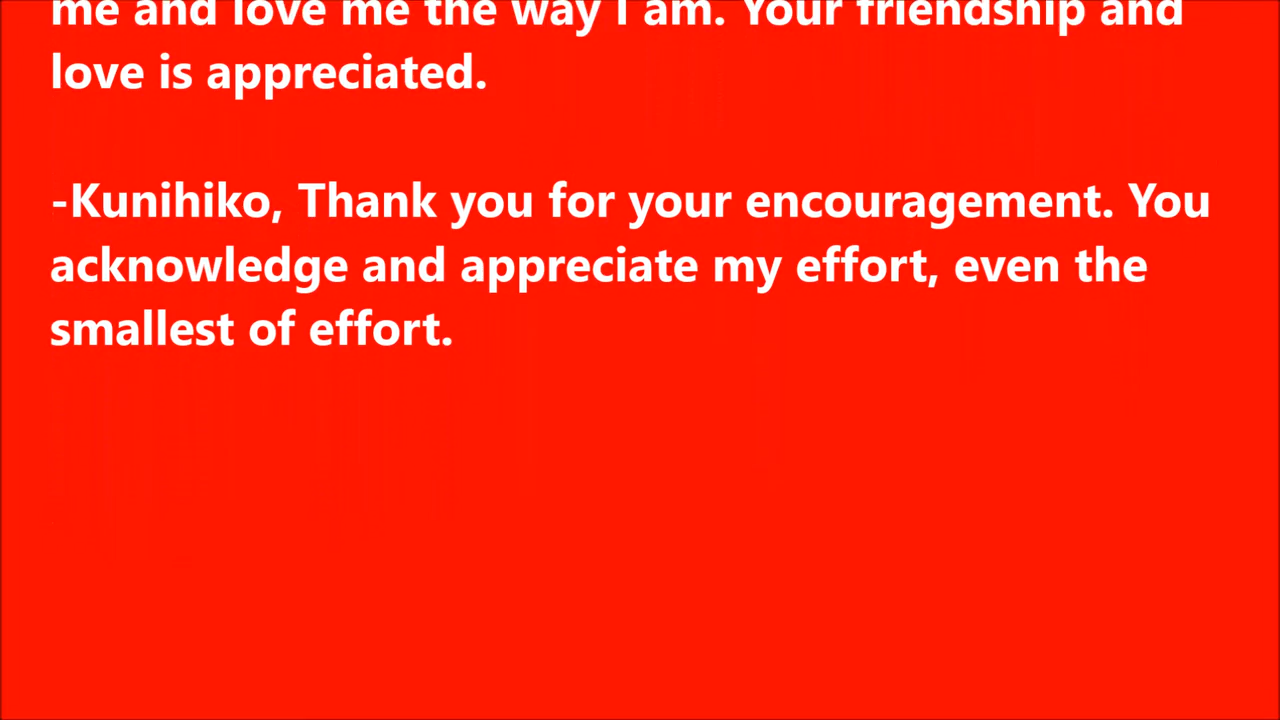 me and love me the way I am. Your friendship and
love is appreciated.
-Kunihiko, Thank you for your encouragement. You
acknowledge and appreciate my effort, even the
smallest of effort.